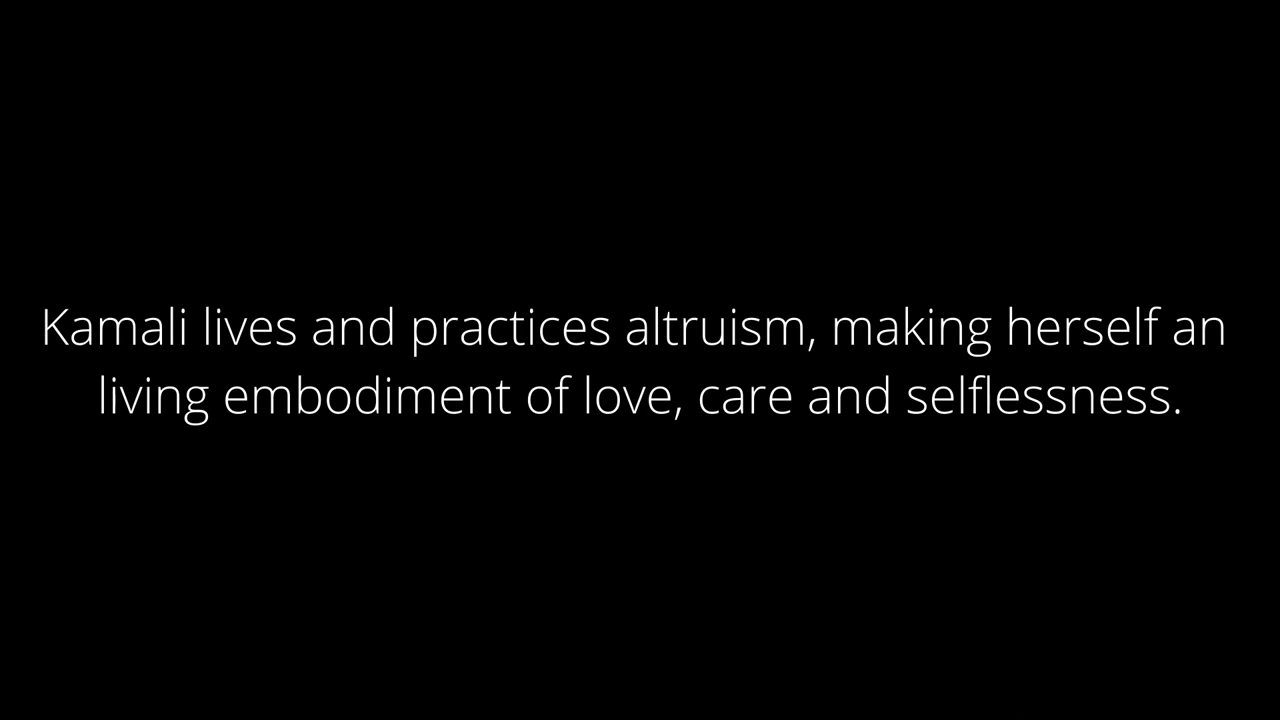 Kamali lives and practices altruism, making herself an
living embodiment of love, care and selflessness.